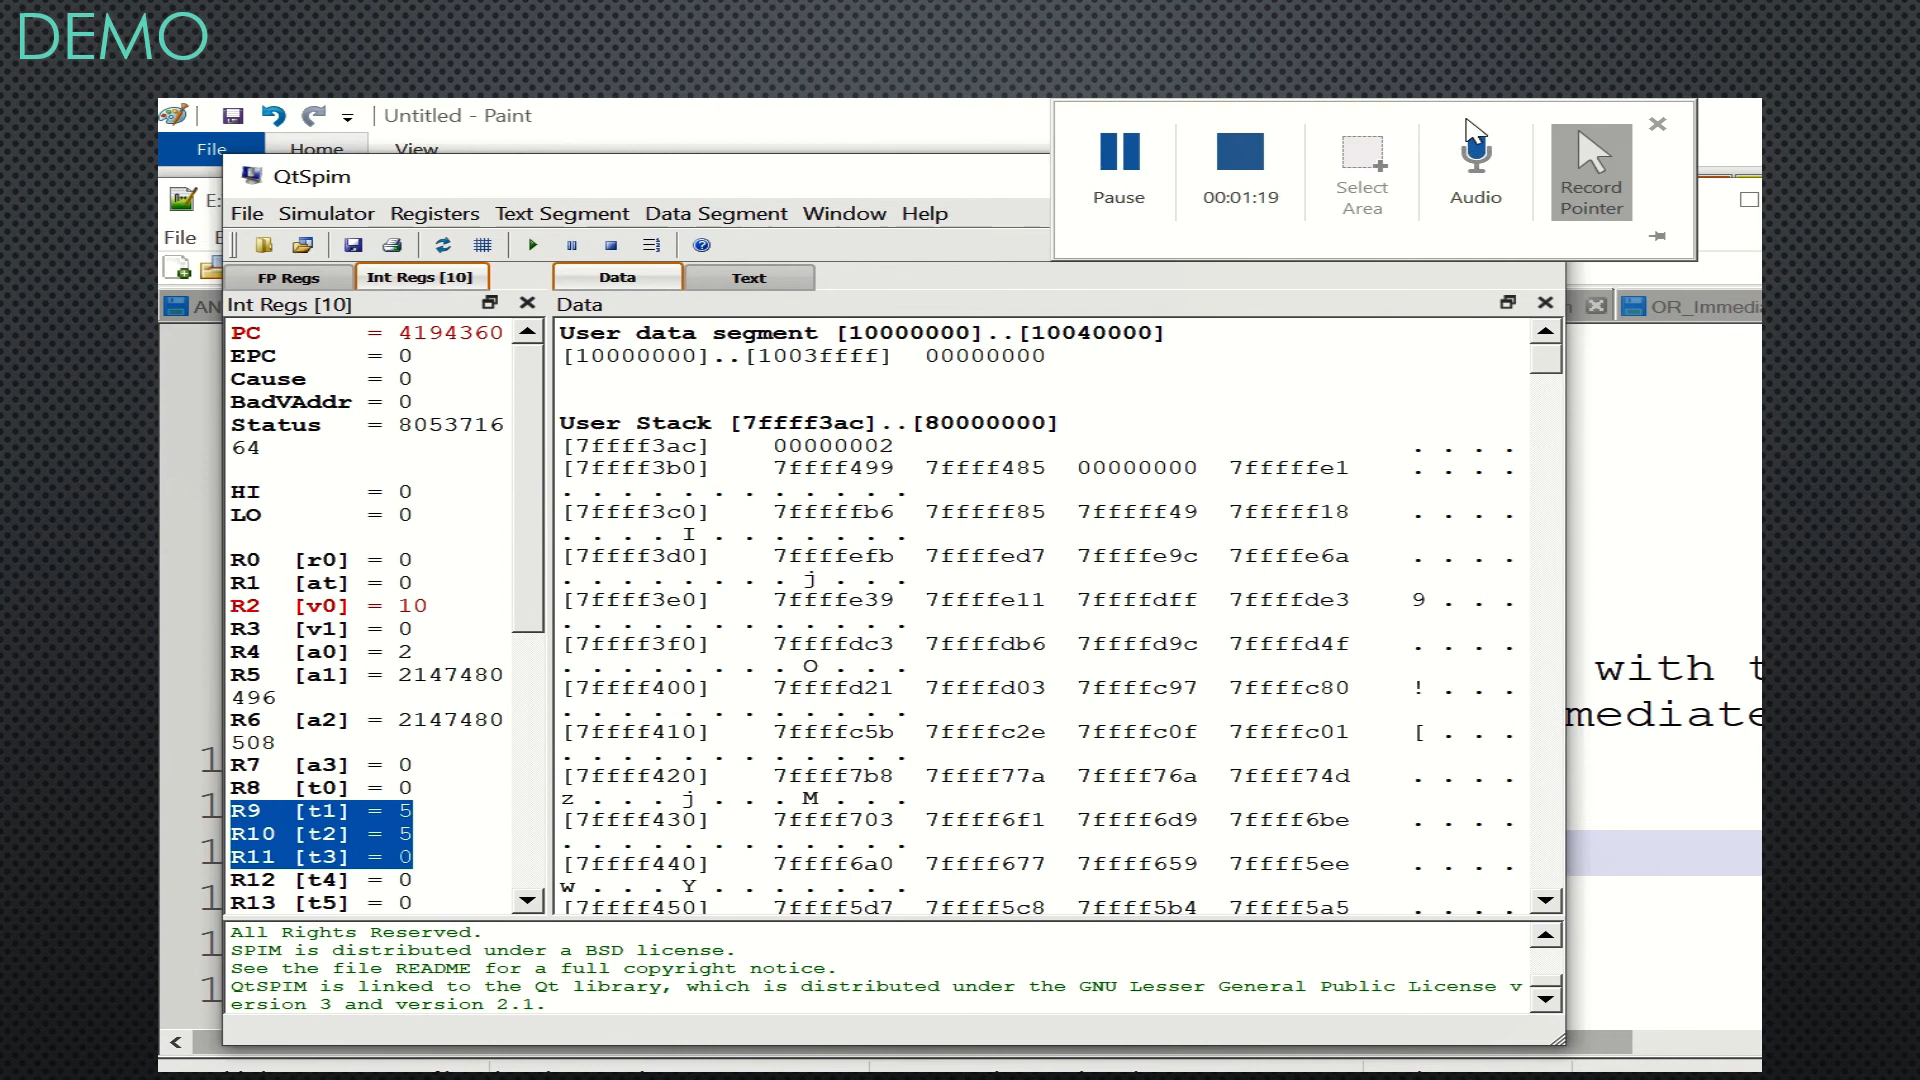 DEMO
Untitled - Paint
File Home View
Pause
00:01:19
Select
Area
Audio
Record
Pointer
QtSpim
File Simulator Registers Text Segment Data Segment Window Help
File
FP Regs Int Regs [10] Data Text
Int Regs [10]
PC = 4194360
EPC = 0
Cause = 0
BadVAddr = 0
Status = 8053716
64
HI = 0
LO = 0
R0 [r0] = 0
R1 [at] = 0
R2 [v0] = 10
R3 [v1] = 0
R4 [a0] = 2
R5 [a1] = 2147480
496
R6 [a2] = 2147480
508
R7 [a3] = 0
R8 [t0] = 0
R9 [t1] = 5
R10 [t2] = 5
R11 [t3] = 0
R12 [t4] = 0
R13 [t5] = 0
Data
User data segment [10000000]..[10040000]
[10000000]..[1003ffff] 00000000
User Stack [7ffff3ac]..[80000000]
[7ffff3ac] 00000002 . . . .
[7ffff3b0] 7ffff499 7ffff485 00000000 7fffffe1 . . . .
. . . . . . . . . . . .
[7ffff3c0] 7fffffb6 7fffff85 7fffff49 7fffff18 . . . .
. . . . I . . . . . . .
[7ffff3d0] 7ffffefb 7ffffed7 7ffffe9c 7ffffe6a . . . .
. . . . . . . . j . . .
[7ffff3e0] 7ffffe39 7ffffe11 7ffffdff 7ffffde3 9 . . .
. . . . . . . . . . . .
[7ffff3f0] 7ffffdc3 7ffffdb6 7ffffd9c 7ffffd4f . . . .
. . . . . . . . O . . .
[7ffff400] 7ffffd21 7ffffd03 7ffffc97 7ffffc80 ! . . .
. . . . . . . . . . . .
[7ffff410] 7ffffc5b 7ffffc2e 7ffffc0f 7ffffc01 [ . . .
. . . . . . . . . . . .
[7ffff420] 7ffff7b8 7ffff77a 7ffff76a 7ffff74d . . . .
z . . . j . . . M . . .
[7ffff430] 7ffff703 7ffff6f1 7ffff6d9 7ffff6be . . . .
. . . . . . . . . . . .
[7ffff440] 7ffff6a0 7ffff677 7ffff659 7ffff5ee . . . .
w . . . Y . . . . . . .
[7ffff450] 7ffff5d7 7ffff5c8 7ffff5b4 7ffff5a5 . . . .
All Rights Reserved.
SPIM is distributed under a BSD license.
See the file README for a full copyright notice.
QtSPIM is linked to the Qt library, which is distributed under the GNU Lesser General Public License v
ersion 3 and version 2.1.
OR_Immedia
with t
mediate